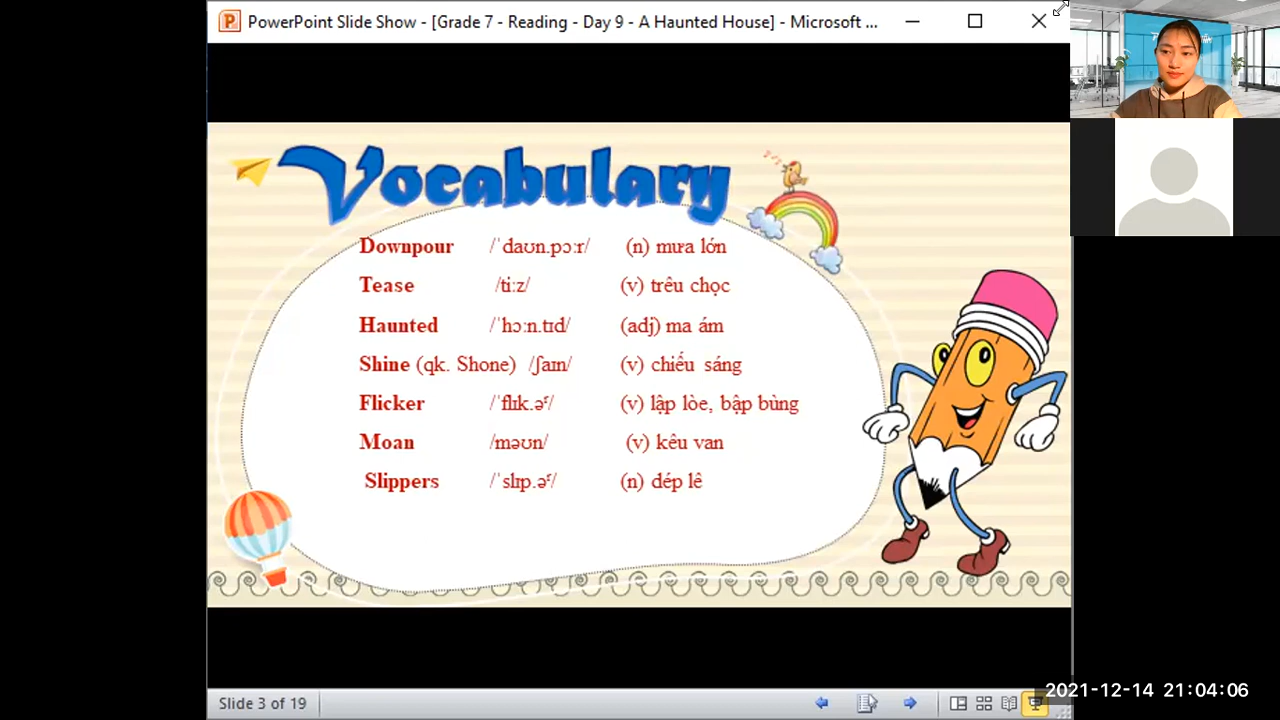 PowerPoint Slide Show - [Grade 7 - Reading - Day 9 - A Haunted House] - Microsoft ...
Vocabulary
Downpour /ˈdaʊn.pɔːr/ (n) mưa lớn
Tease /tiːz/ (v) trêu chọc
Haunted /ˈhɔːn.tɪd/ (adj) ma ám
Shine (qk. Shone) /ʃaɪn/ (v) chiếu sáng
Flicker /ˈflɪk.əʳ/ (v) lập lòe, bập bùng
Moan /məʊn/ (v) kêu van
Slippers /ˈslɪp.əʳ/ (n) dép lê
Slide 3 of 19
2021-12-14 21:04:06